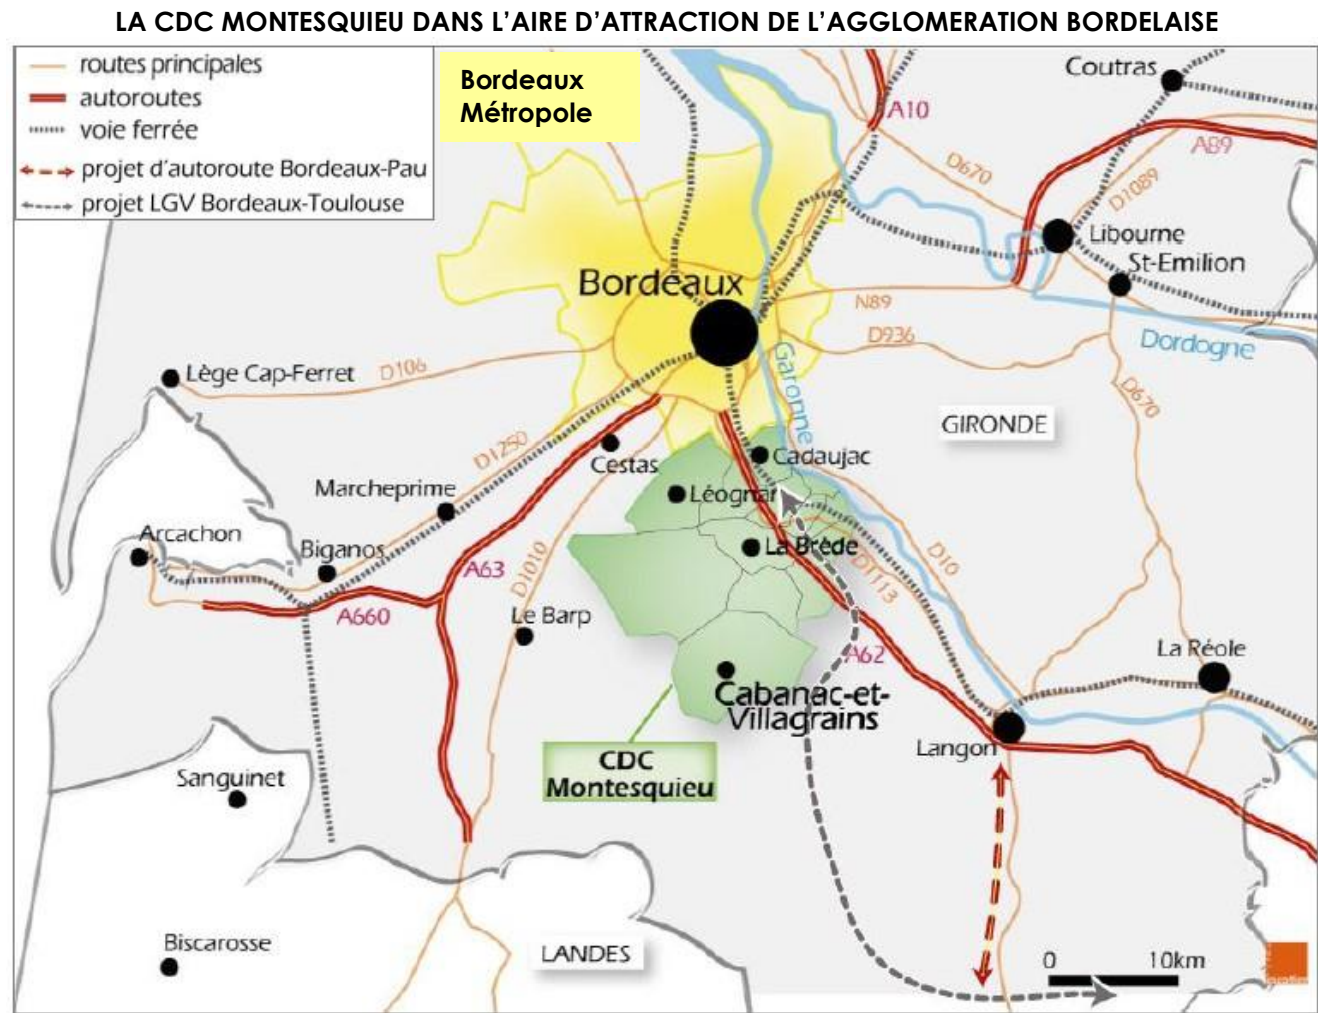 LA CDC MONTESQUIEU DANS L'AIRE D'ATTRACTION DE L'AGGLOMERATION BORDELAISE
routes principales
autoroutes
voie ferrée
projet d'autoroute Bordeaux-Pau
projet LGV Bordeaux-Toulouse
Bordeaux
Métropole
Coutras
A10
A89
D670
D1089
Libourne
St-Emilion
Bordeaux
N89
D936
Dordogne
Garonne
Lège Cap-Ferret
D106
D670
GIRONDE
D1250
Cestas
Cadaujac
Marcheprime
Léognan
Arcachon
Biganos
La Brède
D10
A63
D1010
D1113
A660
Le Barp
A62
La Réole
Cabanac-et-
Villagrains
Langon
CDC
Montesquieu
Sanguinet
Biscarosse
LANDES
0
10km